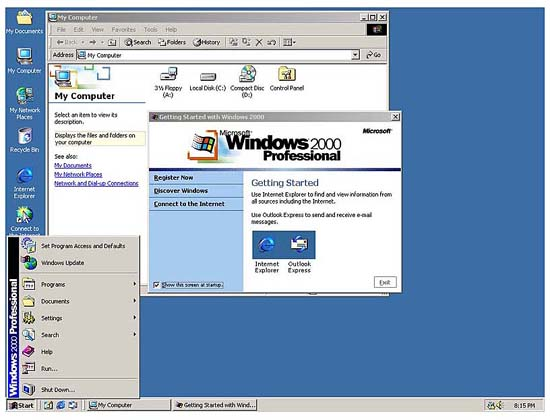 My Documents
My Computer
My Network
Places
Recycle Bin
Internet
Explorer
Connect to
My Computer
File Edit View Favorites Tools Help
Back
Search Folders History
Address My Computer
Go
My Computer
Select an item to view its
description.
Displays the files and folders on
your computer
See also:
My Documents
My Network Places
Network and Dial-up Connections
3½ Floppy
(A:)
Local Disk (C:)
Compact Disc
(D:)
Control Panel
Getting Started with Windows 2000
Microsoft
Windows 2000
Professional
Microsoft
Register Now
Discover Windows
Connect to the Internet
Getting Started
Use Internet Explorer to find and view information from
all sources including the Internet.
Use Outlook Express to send and receive e-mail
messages.
Internet
Explorer
Outlook
Express
Show this screen at startup.
Exit
Windows 2000 Professional
Set Program Access and Defaults
Windows Update
Programs
Documents
Settings
Search
Help
Run...
Shut Down...
Start
My Computer
Getting Started with Wind...
8:15 PM